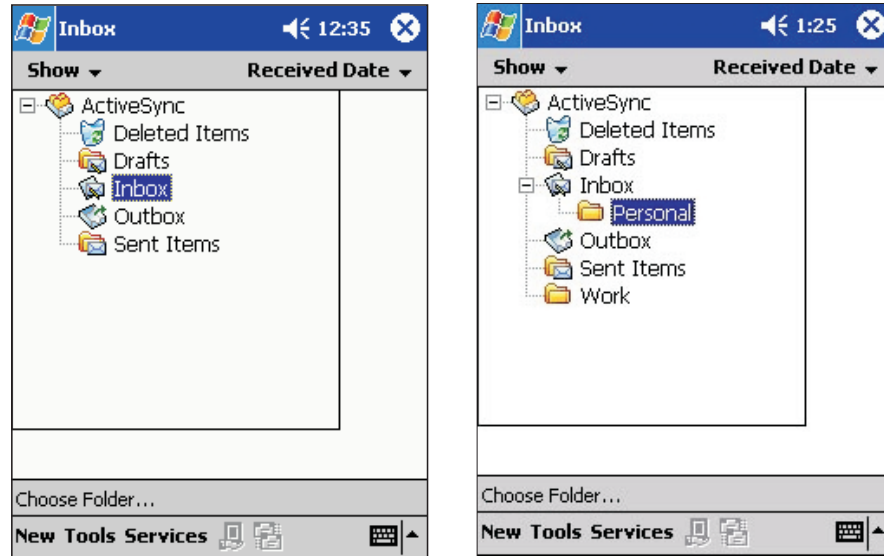 Inbox 12:35
Show Received Date
ActiveSync
Deleted Items
Drafts
Inbox
Outbox
Sent Items
Choose Folder...
New Tools Services
Inbox 1:25
Show Received Date
ActiveSync
Deleted Items
Drafts
Inbox
Personal
Outbox
Sent Items
Work
Choose Folder...
New Tools Services